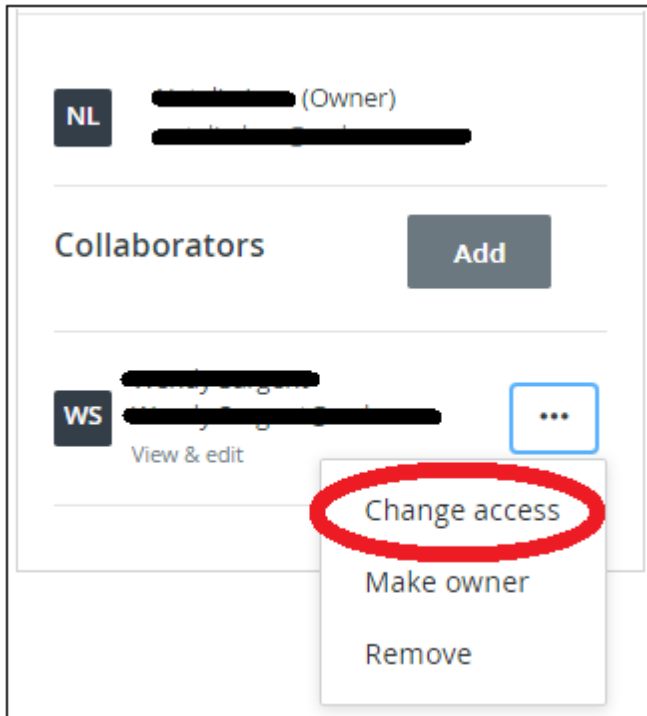 NL
(Owner)
Collaborators
Add
WS
View & edit
...
Change access
Make owner
Remove